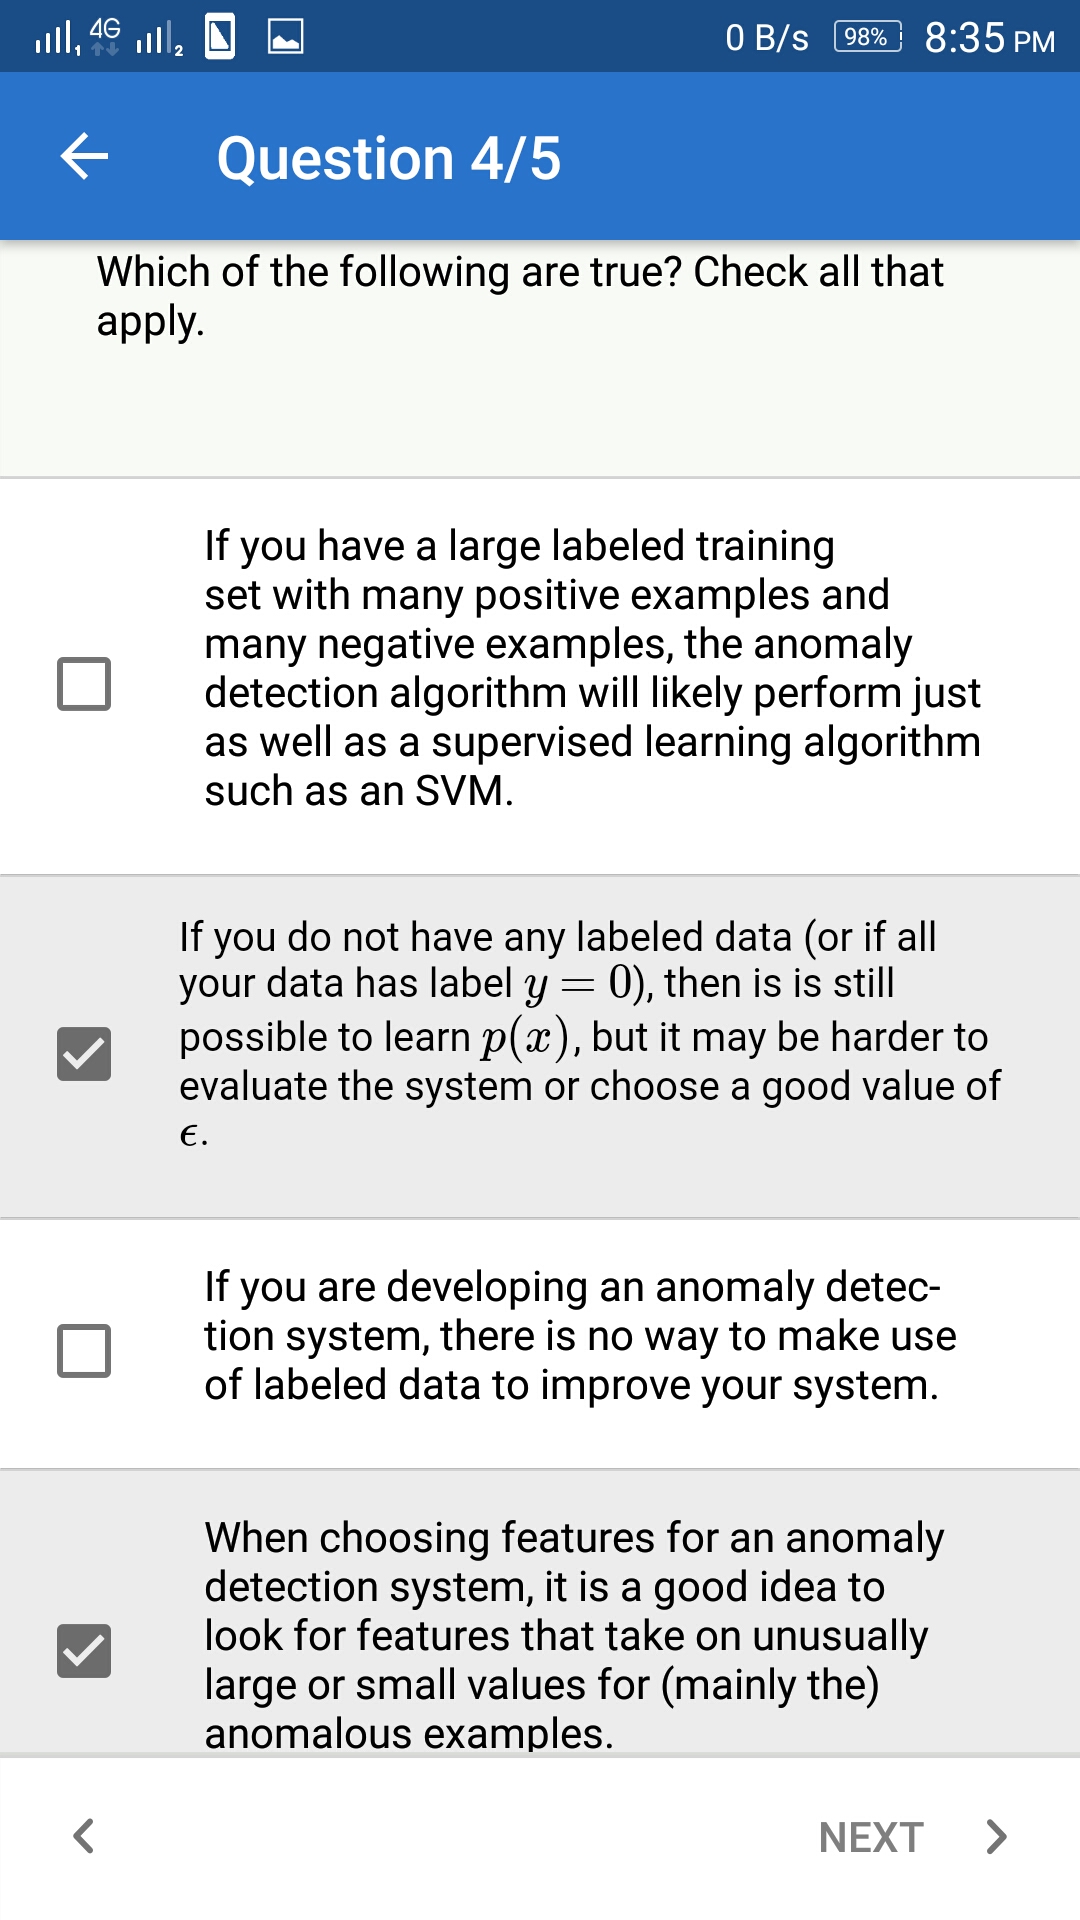 4G 1 2 0 B/s 98% 8:35 PM
Question 4/5
Which of the following are true? Check all that
apply.
If you have a large labeled training
set with many positive examples and
many negative examples, the anomaly
detection algorithm will likely perform just
as well as a supervised learning algorithm
such as an SVM.
If you do not have any labeled data (or if all
your data has label y = 0), then is is still
possible to learn p(x), but it may be harder to
evaluate the system or choose a good value of
ϵ.
If you are developing an anomaly detec-
tion system, there is no way to make use
of labeled data to improve your system.
When choosing features for an anomaly
detection system, it is a good idea to
look for features that take on unusually
large or small values for (mainly the)
anomalous examples.
NEXT